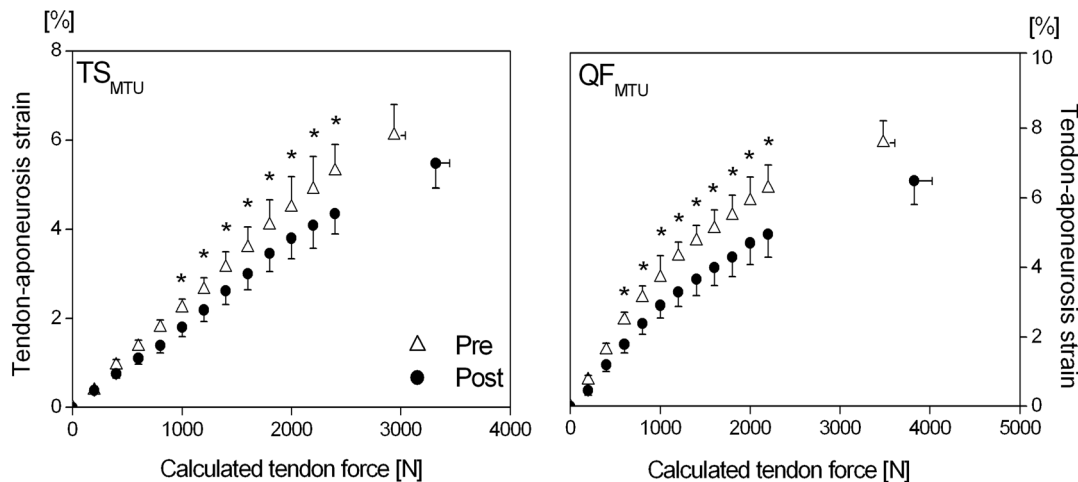 [%]
8
6
4
2
0
Tendon-aponeurosis strain
TS MTU
* * * * * * * *
Pre
Post
0 1000 2000 3000 4000
Calculated tendon force [N]
[%]
10
8
6
4
2
0
Tendon-aponeurosis strain
QF MTU
* * * * * * * * *
0 1000 2000 3000 4000 5000
Calculated tendon force [N]